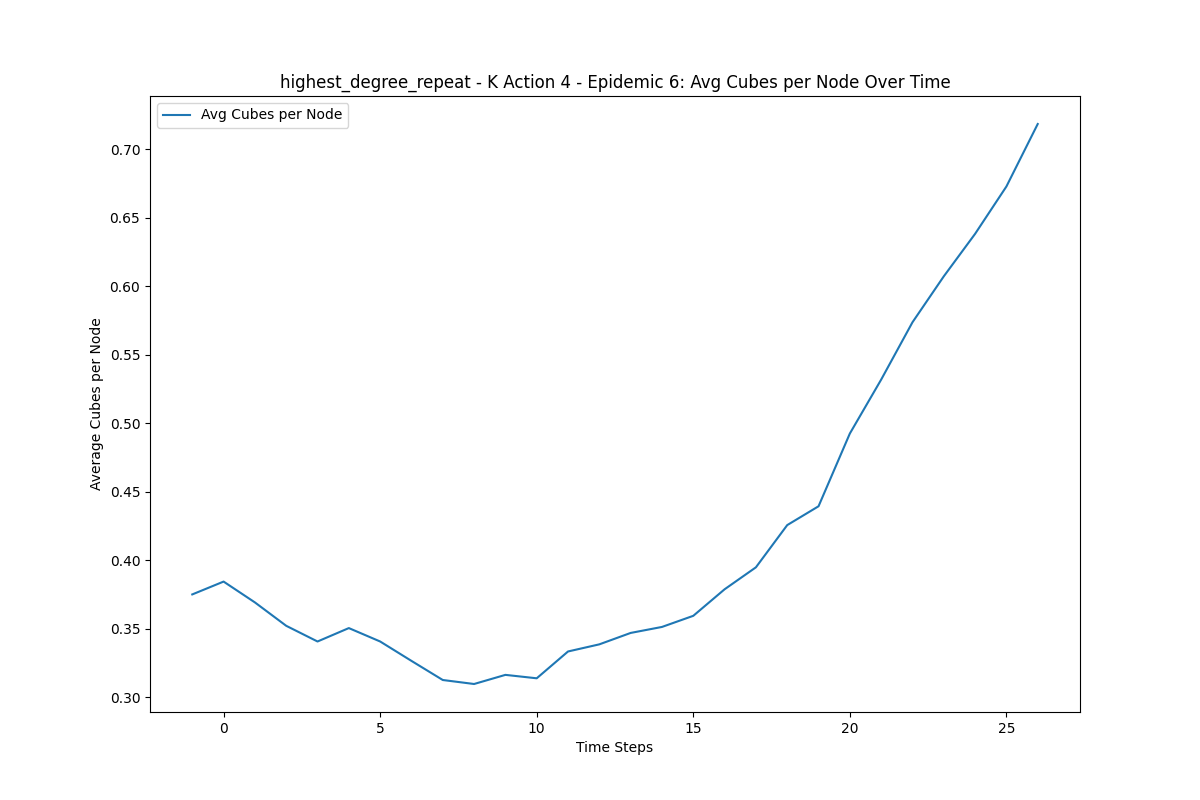 highest_degree_repeat - K Action 4 - Epidemic 6: Avg Cubes per Node Over Time
Avg Cubes per Node
Average Cubes per Node
0.70
0.65
0.60
0.55
0.50
0.45
0.40
0.35
0.30
0 5 10 15 20 25
Time Steps